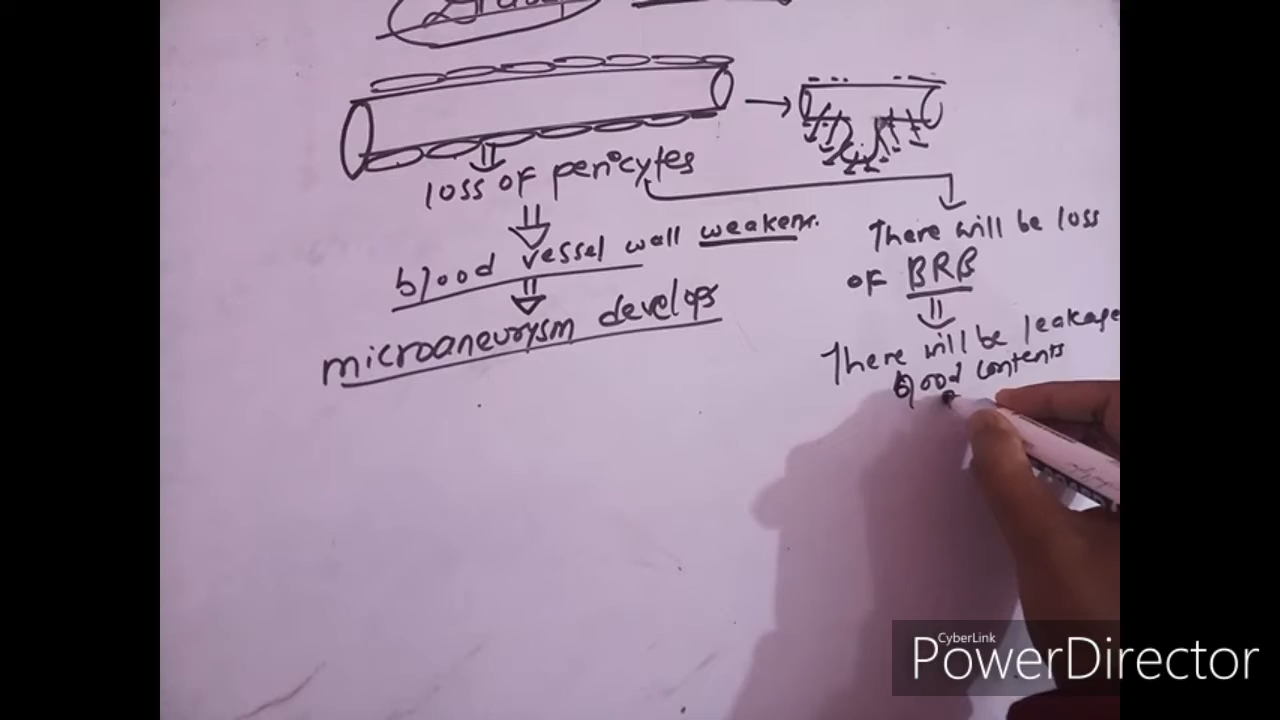 loss of pericytes
blood vessel wall weakens.
microaneurysm develops
There will be loss
of BRB
There will be leakage
blood contents
CyberLink
PowerDirector